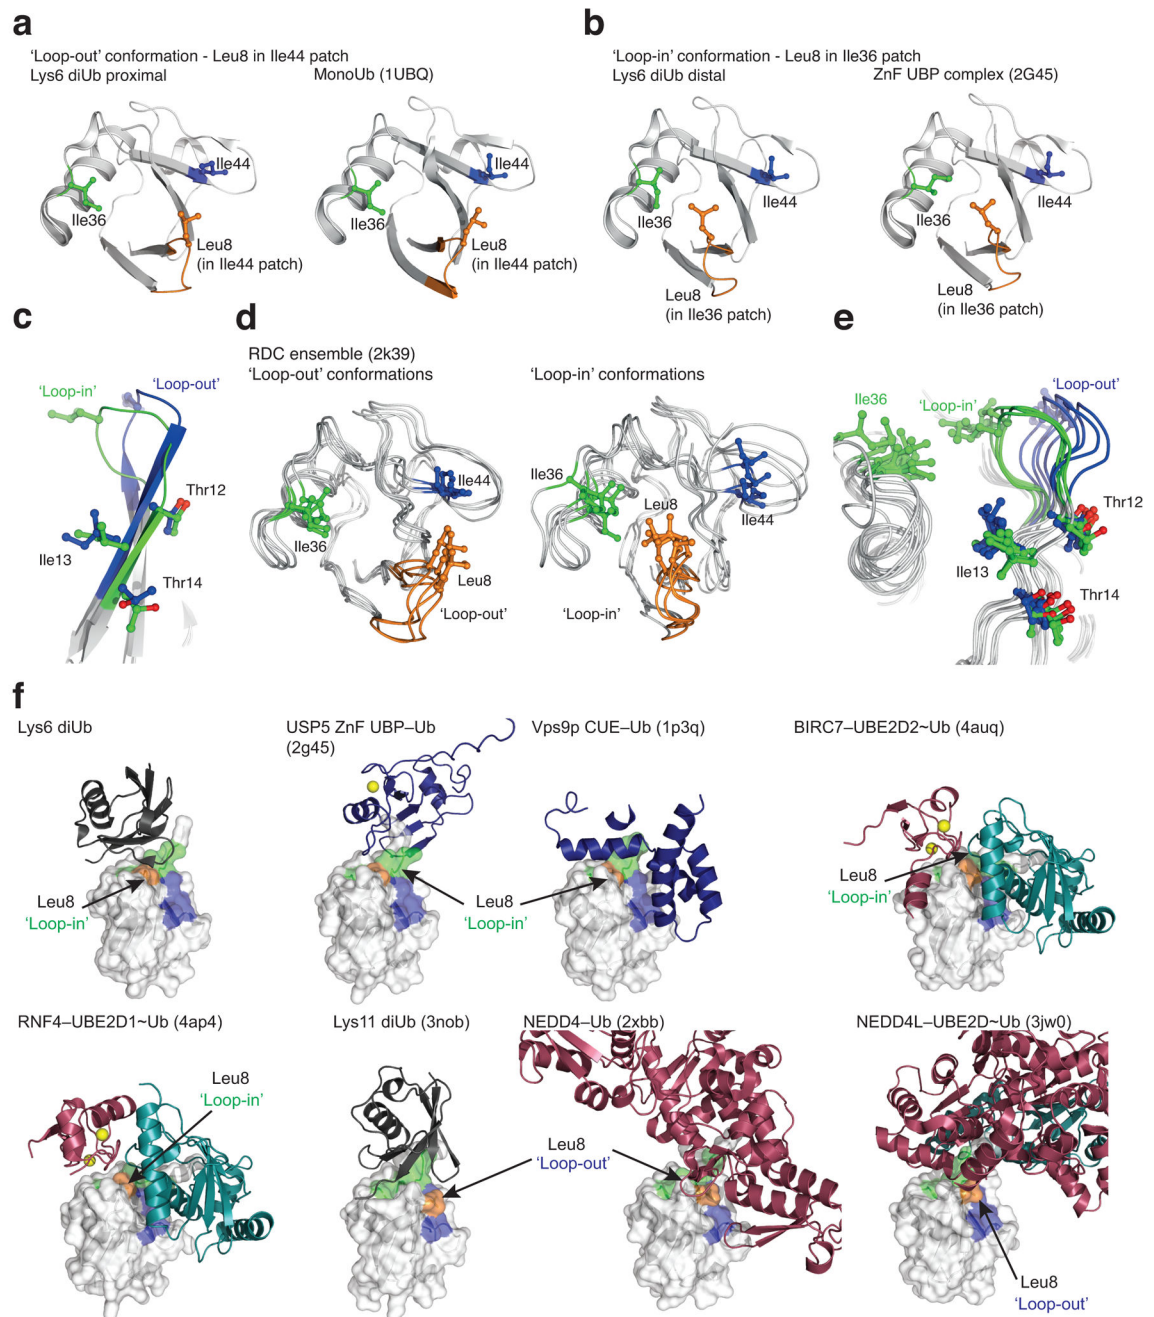 a
'Loop-out' conformation - Leu8 in Ile44 patch
Lys6 diUb proximal
MonoUb (1UBQ)
Ile44
Ile36
Leu8
(in Ile44 patch)
Ile44
Ile36
Leu8
(in Ile44 patch)
b
'Loop-in' conformation - Leu8 in Ile36 patch
Lys6 diUb distal
ZnF UBP complex (2G45)
Ile36
Ile44
Leu8
(in Ile36 patch)
Ile36
Ile44
Leu8
(in Ile36 patch)
c
'Loop-in'
'Loop-out'
Thr12
Ile13
Thr14
d
RDC ensemble (2k39)
'Loop-out' conformations
'Loop-in' conformations
Ile44
Ile36
Leu8
'Loop-out'
Ile36
Leu8
Ile44
'Loop-in'
e
Ile36
'Loop-in'
'Loop-out'
Thr12
Ile13
Thr14
f
Lys6 diUb
Leu8
'Loop-in'
USP5 ZnF UBP–Ub
(2g45)
Vps9p CUE–Ub (1p3q)
Leu8
'Loop-in'
BIRC7–UBE2D2~Ub (4auq)
Leu8
'Loop-in'
RNF4–UBE2D1~Ub (4ap4)
Leu8
'Loop-in'
Lys11 diUb (3nob)
NEDD4–Ub (2xbb)
Leu8
'Loop-out'
NEDD4L–UBE2D~Ub (3jw0)
Leu8
'Loop-out'